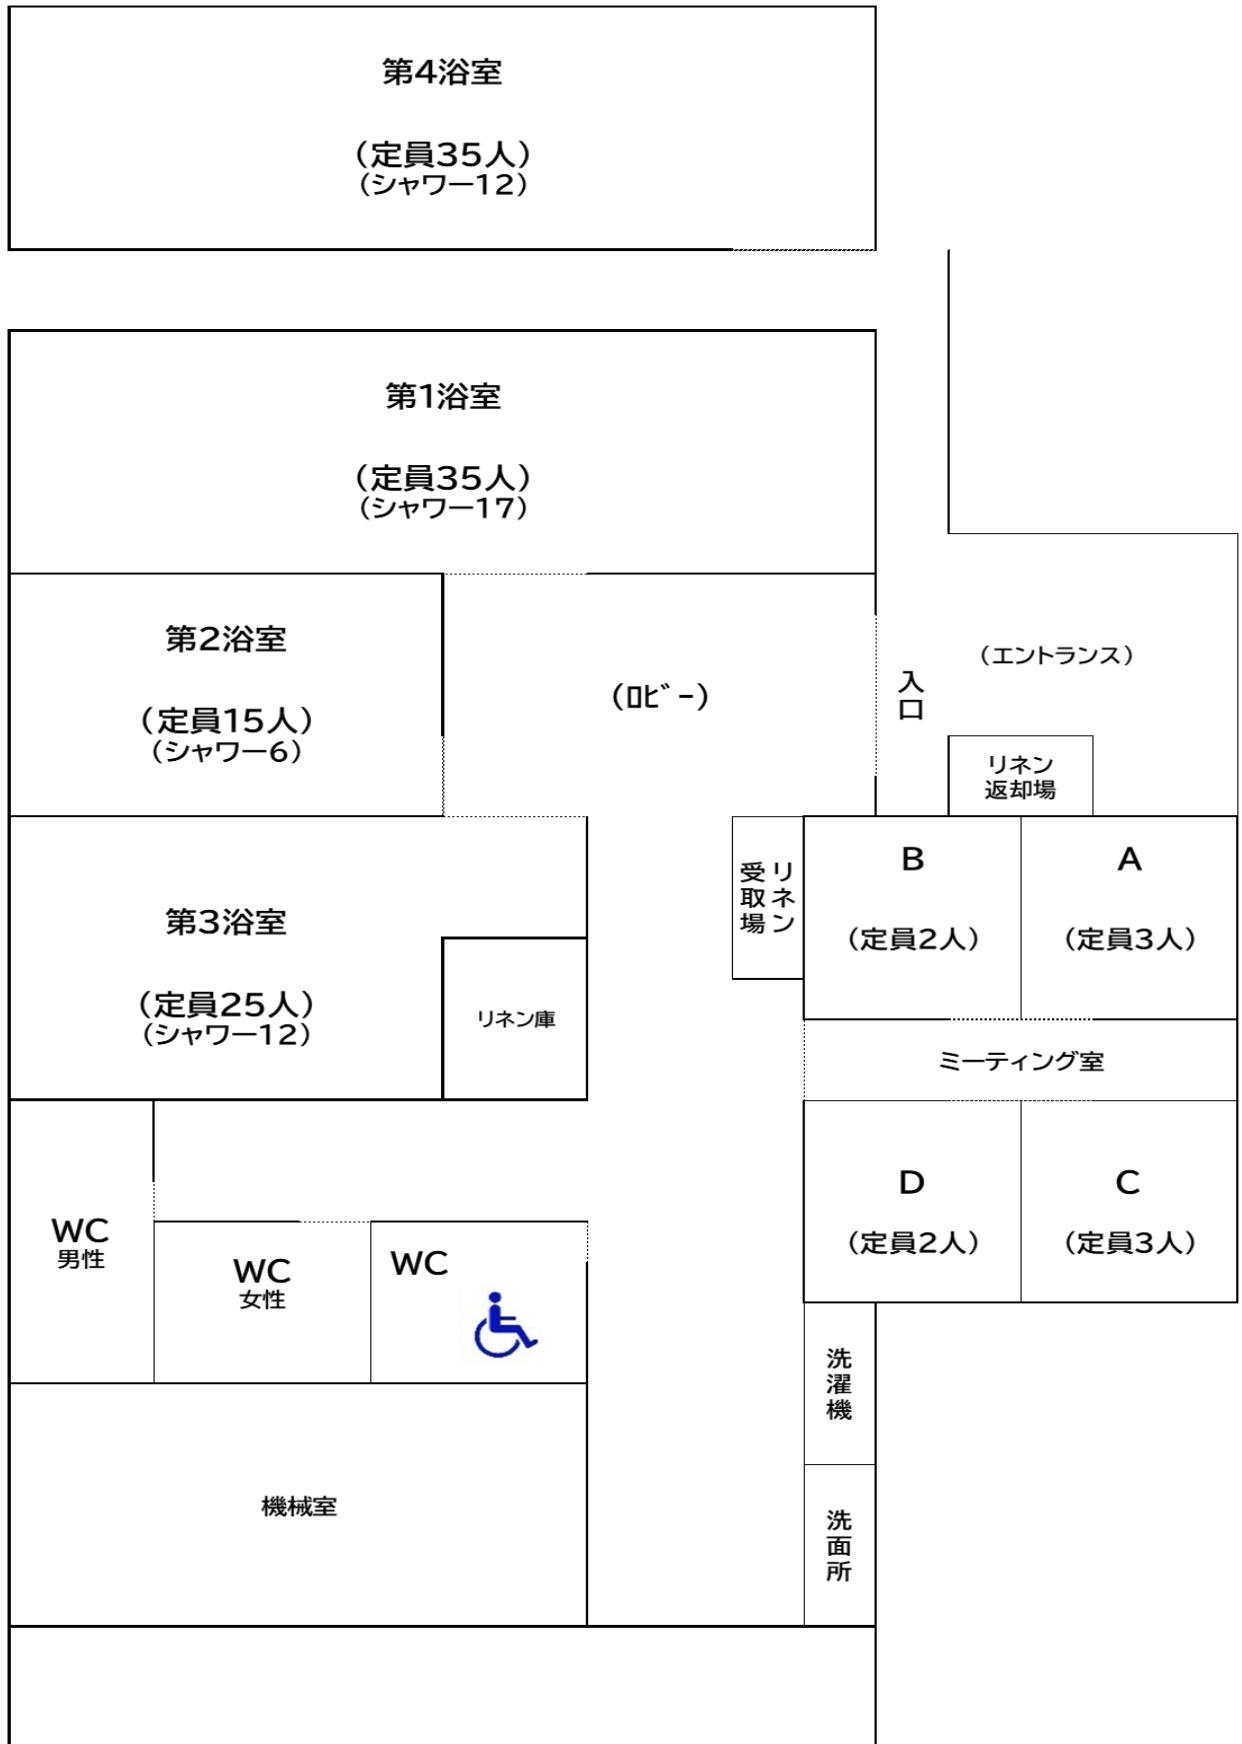 第4浴室
（定員35人）
（シャワー12）
第1浴室
（定員35人）
（シャワー17）
第2浴室
（定員15人）
（シャワー6）
（ﾛﾋﾞｰ）
入口
（エントランス）
リネン
返却場
リネン
受取場
B
（定員2人）
A
（定員3人）
第3浴室
（定員25人）
（シャワー12）
リネン庫
ミーティング室
D
（定員2人）
C
（定員3人）
WC
男性
WC
女性
WC
洗濯機
機械室
洗面所